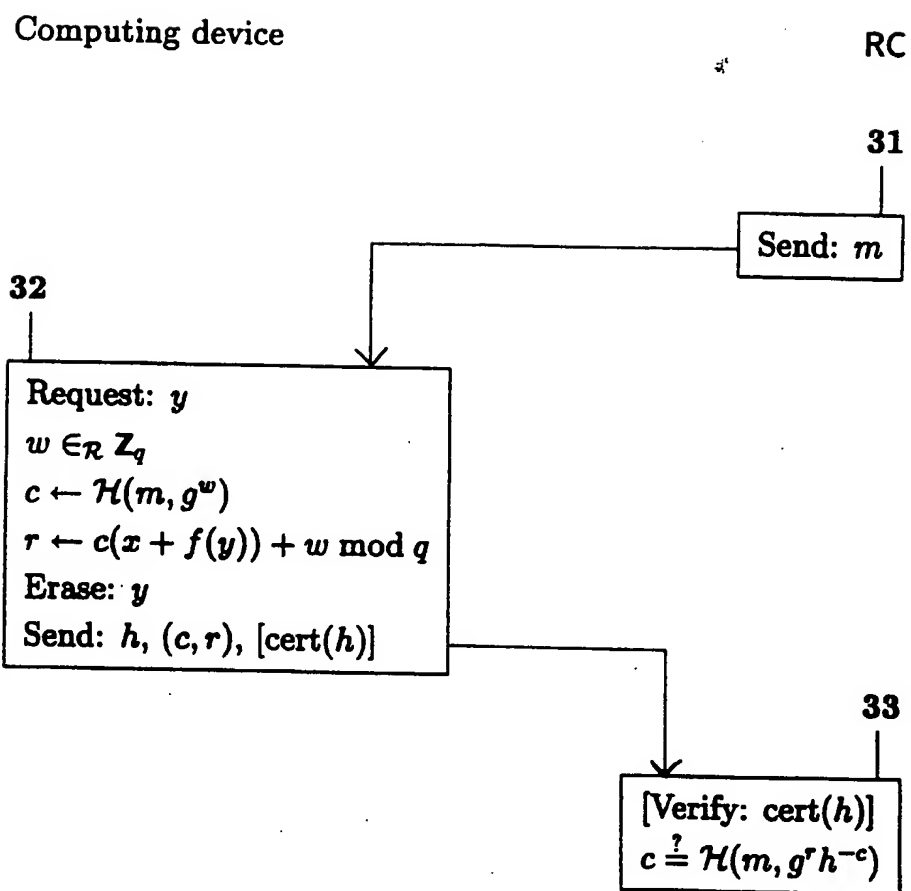 Computing device
RC
31
Send: m
32
Request: y
w ∈_R Z_q
c ← H(m, g^w)
r ← c(x + f(y)) + w mod q
Erase: y
Send: h, (c, r), [cert(h)]
33
[Verify: cert(h)]
c ≟ H(m, g^r h^{-c})